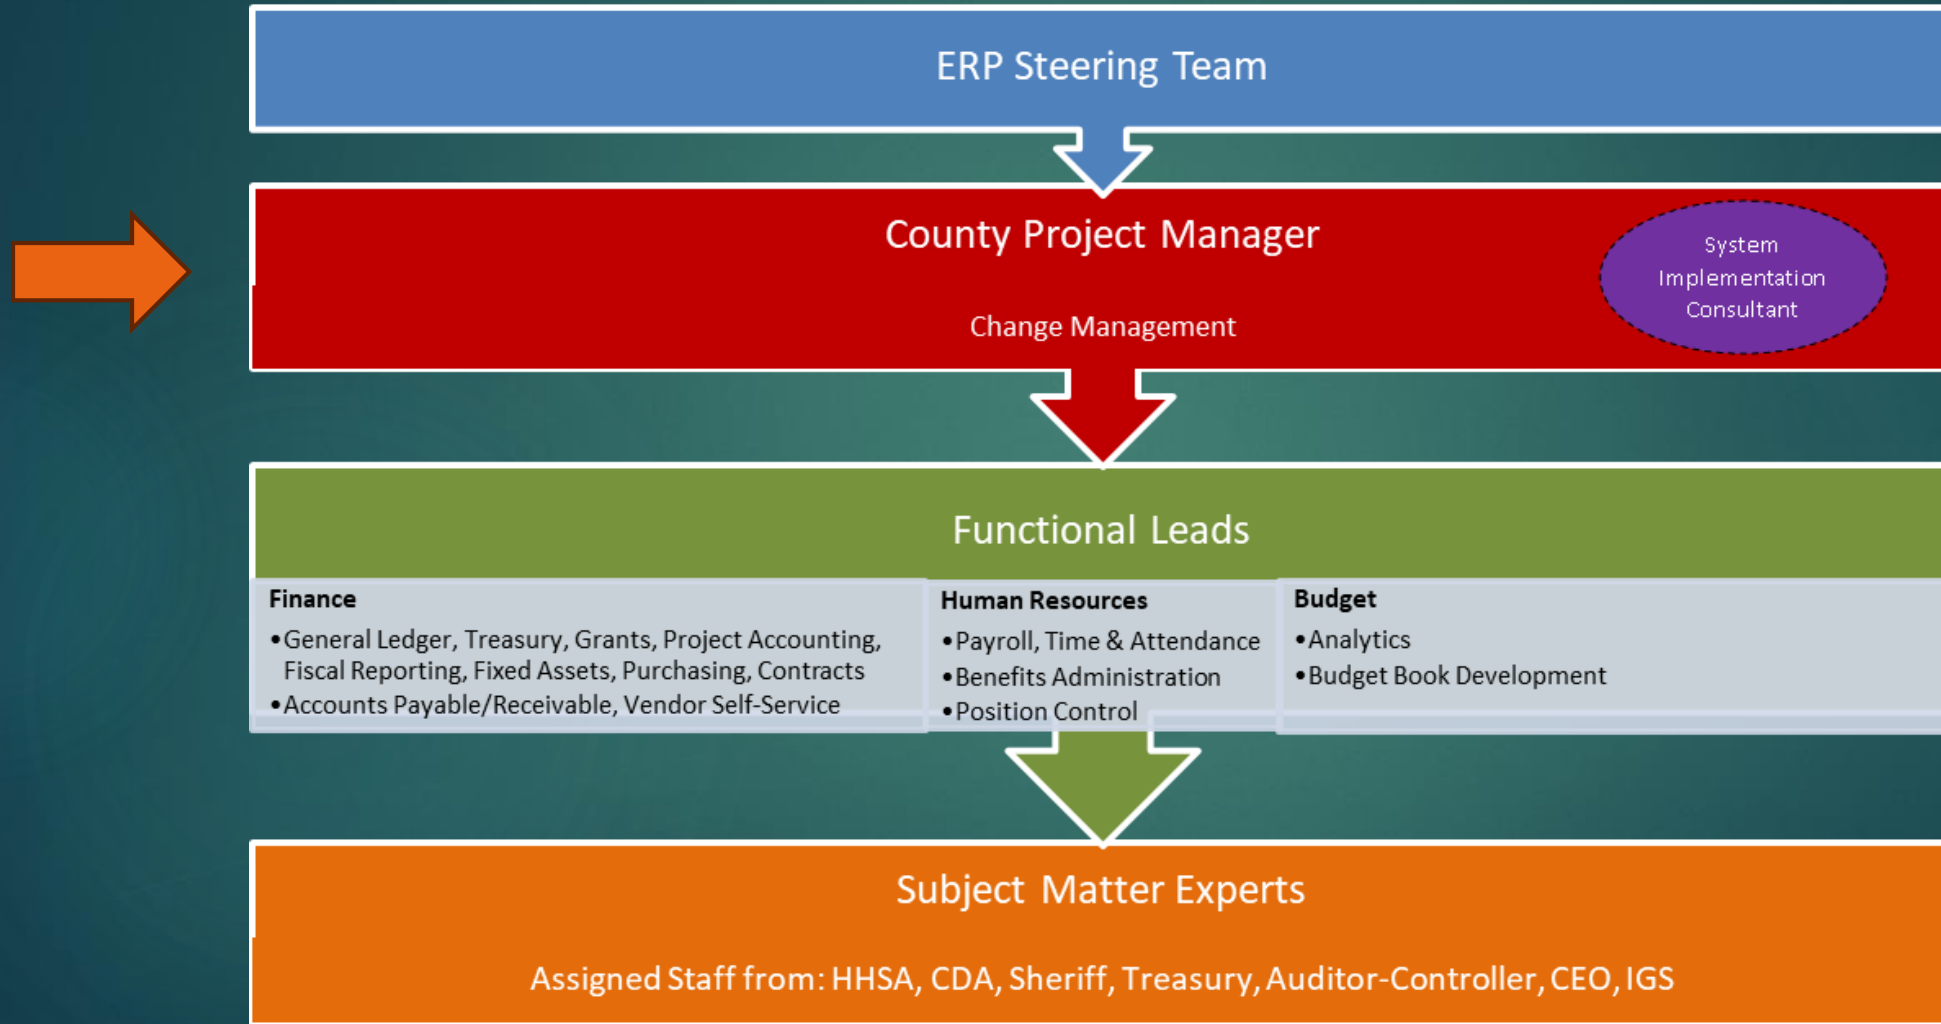 ERP Steering Team
County Project Manager
Change Management
System
Implementation
Consultant
Functional Leads
Finance
•General Ledger, Treasury, Grants, Project Accounting,
Fiscal Reporting, Fixed Assets, Purchasing, Contracts
•Accounts Payable/Receivable, Vendor Self-Service
Human Resources
•Payroll, Time & Attendance
•Benefits Administration
•Position Control
Budget
•Analytics
•Budget Book Development
Subject Matter Experts
Assigned Staff from: HHSA, CDA, Sheriff, Treasury, Auditor-Controller, CEO, IGS